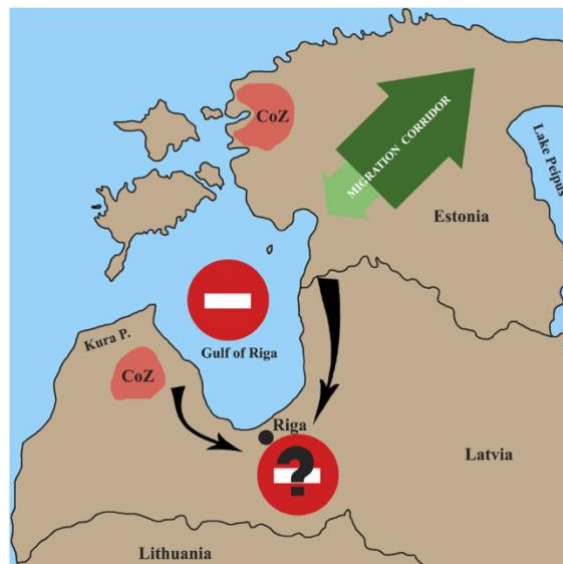 CoZ
MIGRATION CORRIDOR
Lake Peipus
Estonia
Kura P.
Gulf of Riga
CoZ
Riga
?
Latvia
Lithuania